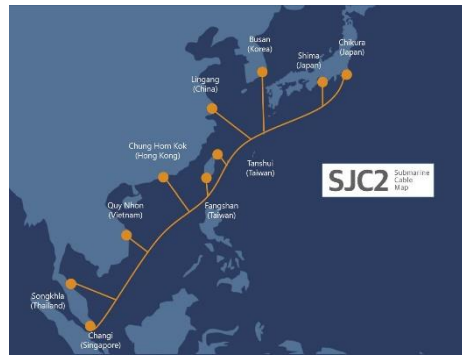 Busan
(Korea)
Shima
(Japan)
Chikura
(Japan)
Lingang
(China)
Chung Hom Kok
(Hong Kong)
Tanshui
(Taiwan)
SJC2 Submarine
Cable
Map
Quy Nhon
(Vietnam)
Fangshan
(Taiwan)
Songkhla
(Thailand)
Changi
(Singapore)